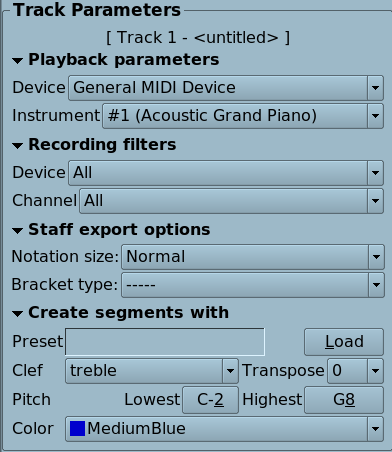 Track Parameters
[ Track 1 - <untitled> ]
Playback parameters
Device General MIDI Device
Instrument #1 (Acoustic Grand Piano)
Recording filters
Device All
Channel All
Staff export options
Notation size: Normal
Bracket type: -----
Create segments with
Preset Load
Clef treble Transpose 0
Pitch Lowest C-2 Highest G8
Color MediumBlue